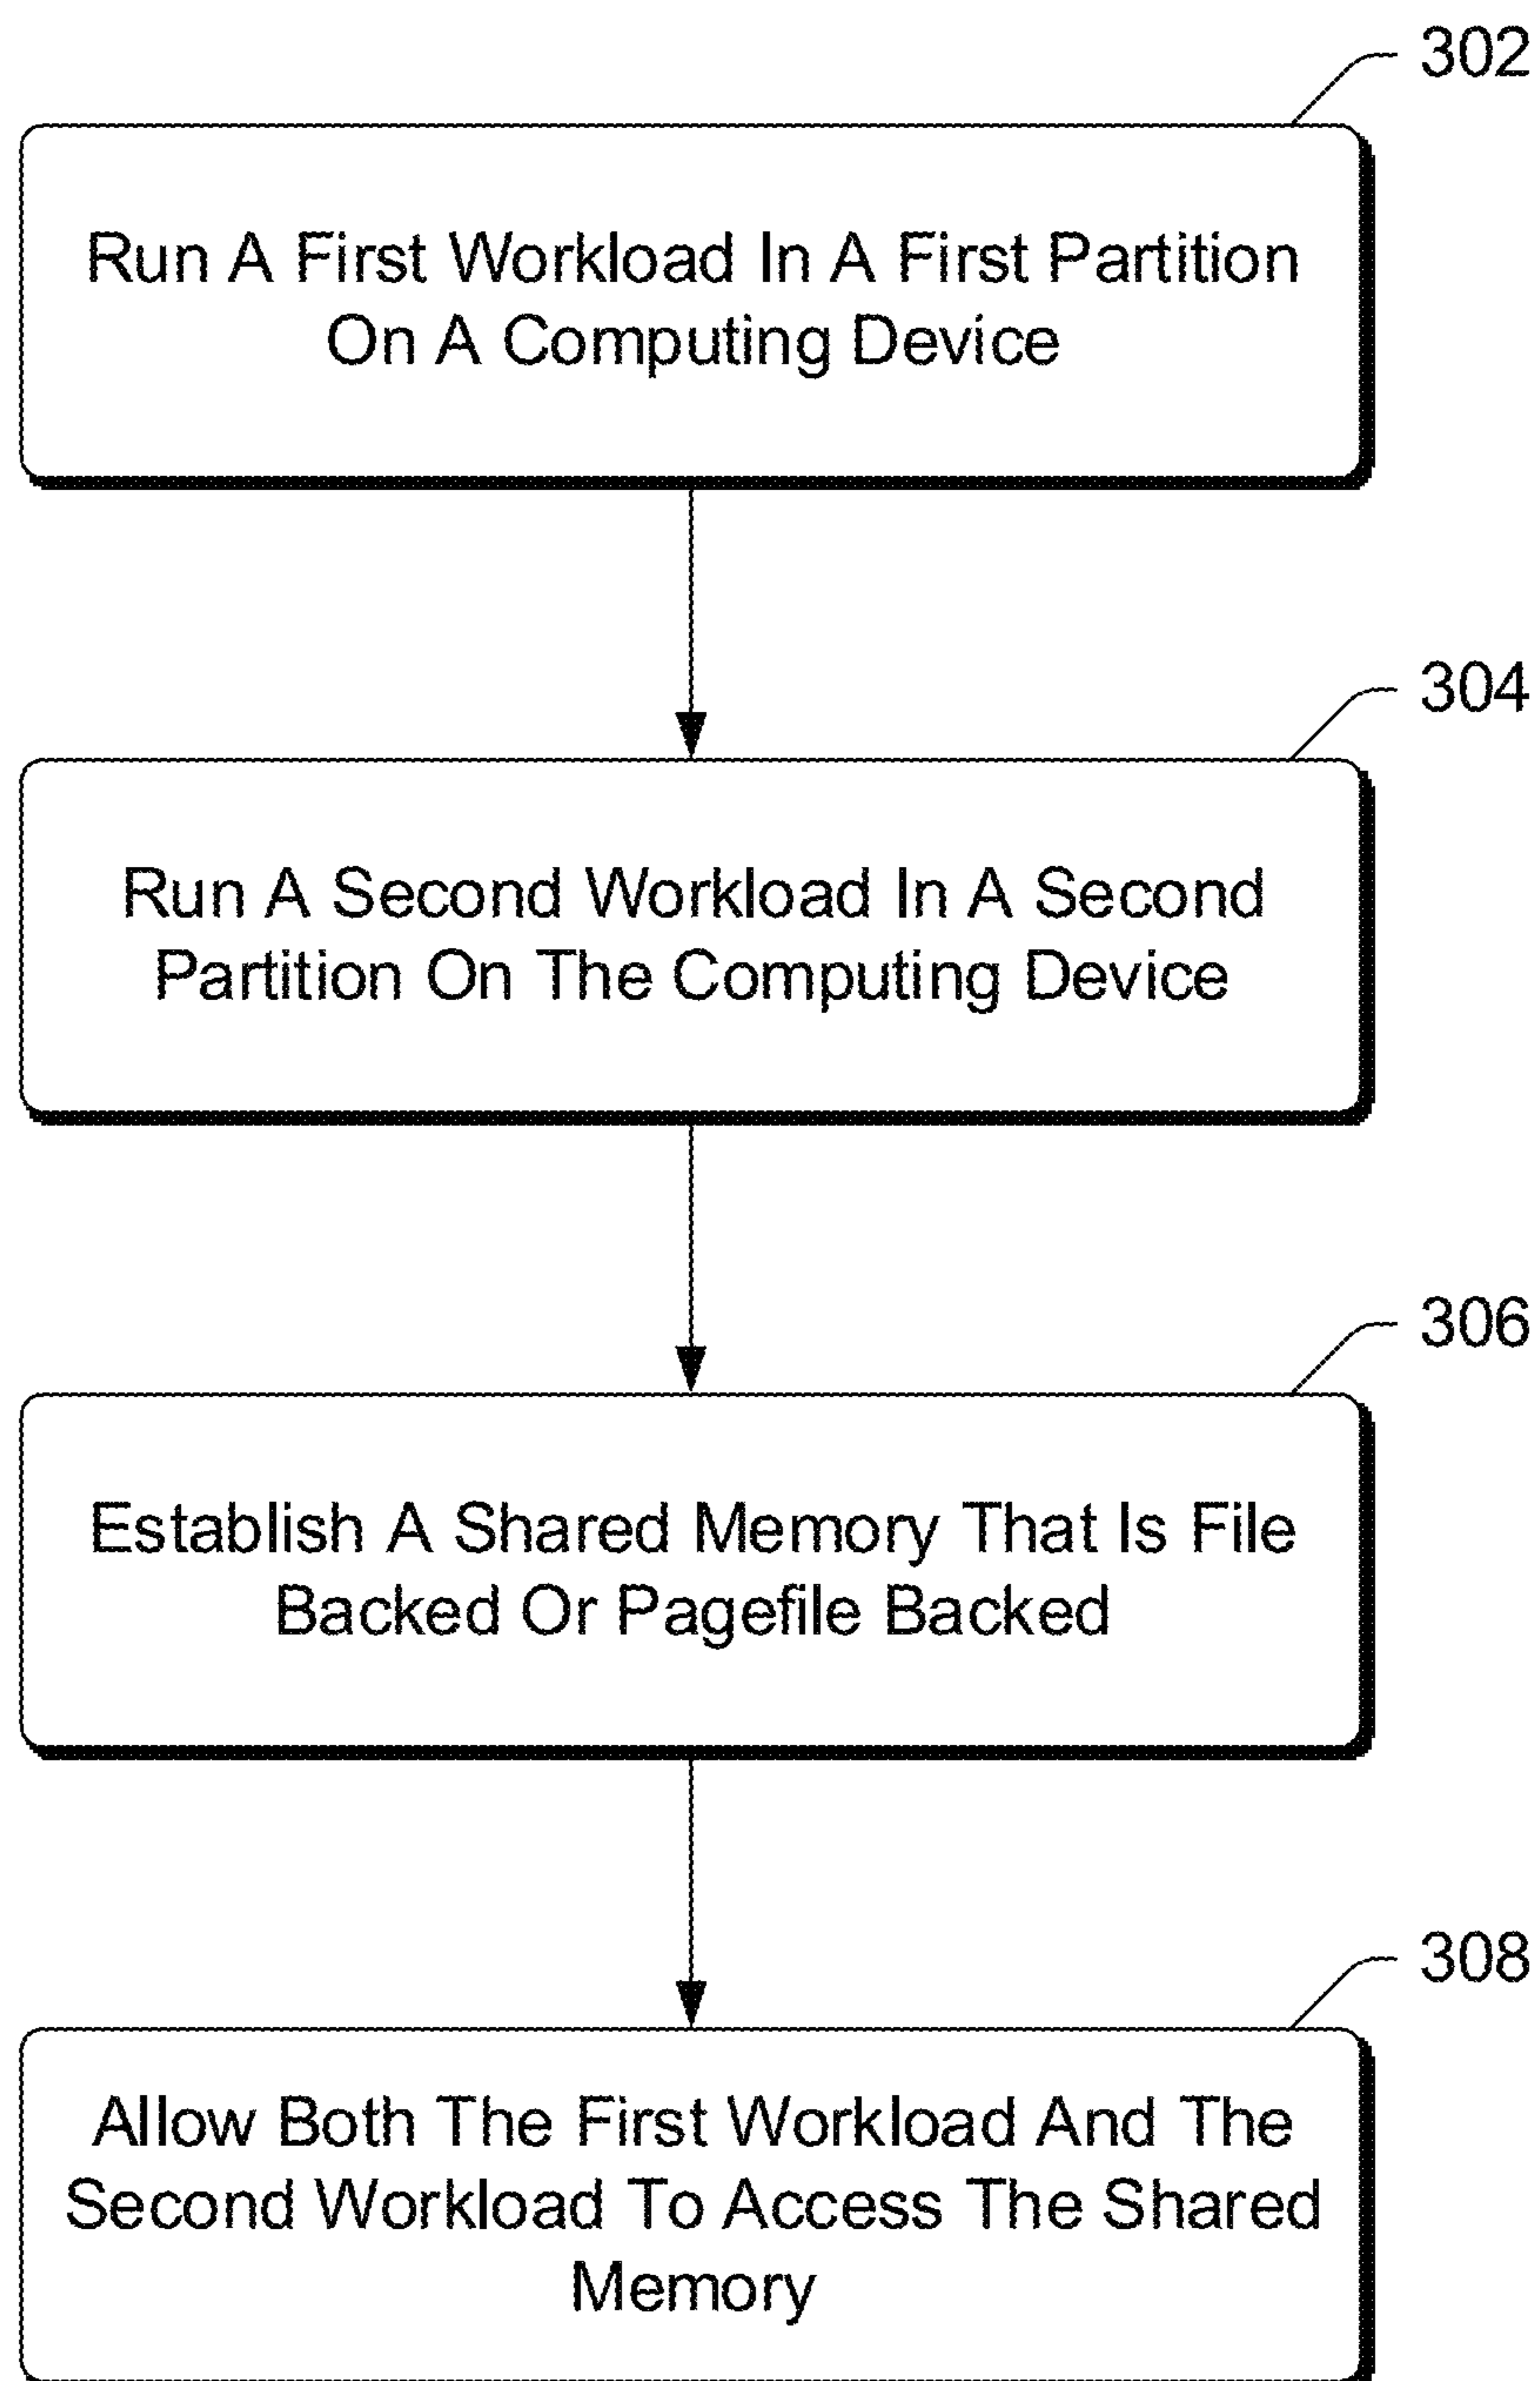 302
Run A First Workload In A First Partition
On A Computing Device
304
Run A Second Workload In A Second
Partition On The Computing Device
306
Establish A Shared Memory That Is File
Backed Or Pagefile Backed
308
Allow Both The First Workload And The
Second Workload To Access The Shared
Memory